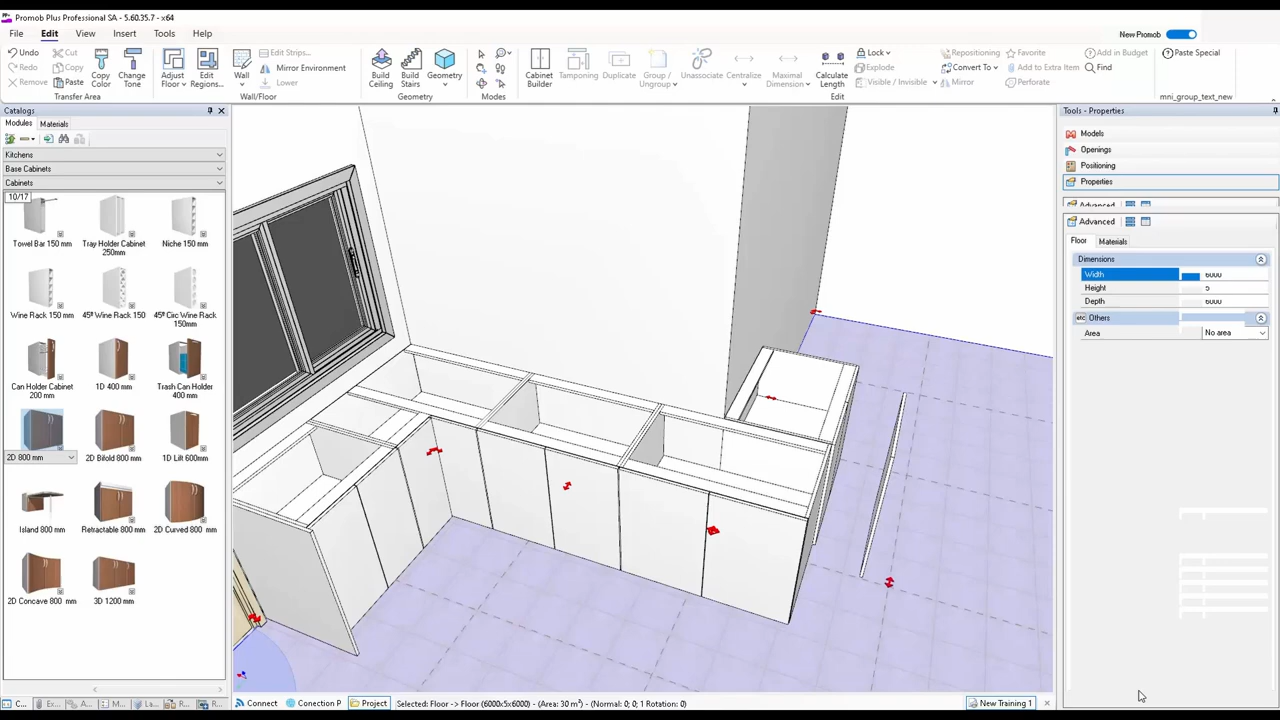 Promob Plus Professional SA - 5.60.35.7 - x64
File Edit View Insert Tools Help
New Promob
Undo Redo Remove
Cut Copy Paste
Copy Color
Change Tone
Transfer Area
Adjust Floor
Edit Regions...
Wall
Edit Strips...
Mirror Environment
Lower
Wall/Floor
Build Ceiling
Build Stairs
Geometry
Geometry
Modes
Cabinet Builder
Tamponing
Duplicate
Group / Ungroup
Unassociate
Centralize
Maximal Dimension
Calculate Length
Lock
Explode
Visible / Invisible
Edit
Repositioning
Convert To
Mirror
Favorite
Add to Extra Item
Perforate
Add in Budget
Find
Paste Special
mni_group_text_new
Catalogs
Modules Materials
Kitchens
Base Cabinets
Cabinets
10/17
Towel Bar 150 mm
Tray Holder Cabinet 250mm
Niche 150 mm
Wine Rack 150 mm
45º Wine Rack 150 mm
45º Circ Wine Rack 150mm
Can Holder Cabinet 200 mm
1D 400 mm
Trash Can Holder 400 mm
2D 800 mm
2D Bifold 800 mm
1D Lift 600mm
Island 800 mm
Retractable 800 mm
2D Curved 800 mm
2D Concave 800 mm
3D 1200 mm
Tools - Properties
Models
Openings
Positioning
Properties
Advanced
Advanced
Floor Materials
Dimensions
Width 6000
Height 5
Depth 6000
etc Others
Area No area
C... Ex... M... La... R... R...
Connect Connection P Project
Selected: Floor -> Floor (6000x5x6000) - (Area: 30 m²) - (Normal: 0; 0; 1 Rotation: 0)
New Training 1